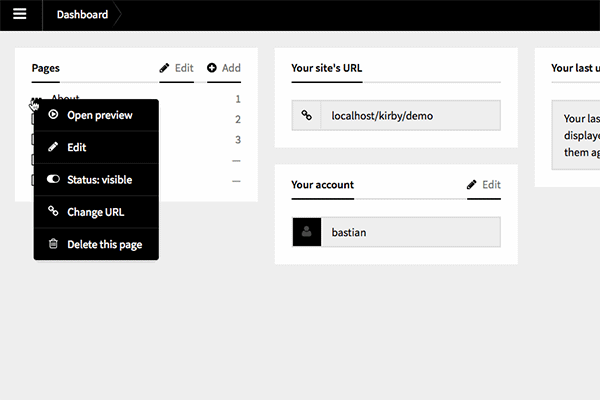 Dashboard
Pages
Edit
Add
About
1
2
3
—
—
Open preview
Edit
Status: visible
Change URL
Delete this page
Your site's URL
localhost/kirby/demo
Your account
Edit
bastian
Your last u
Your las
displaye
them ag